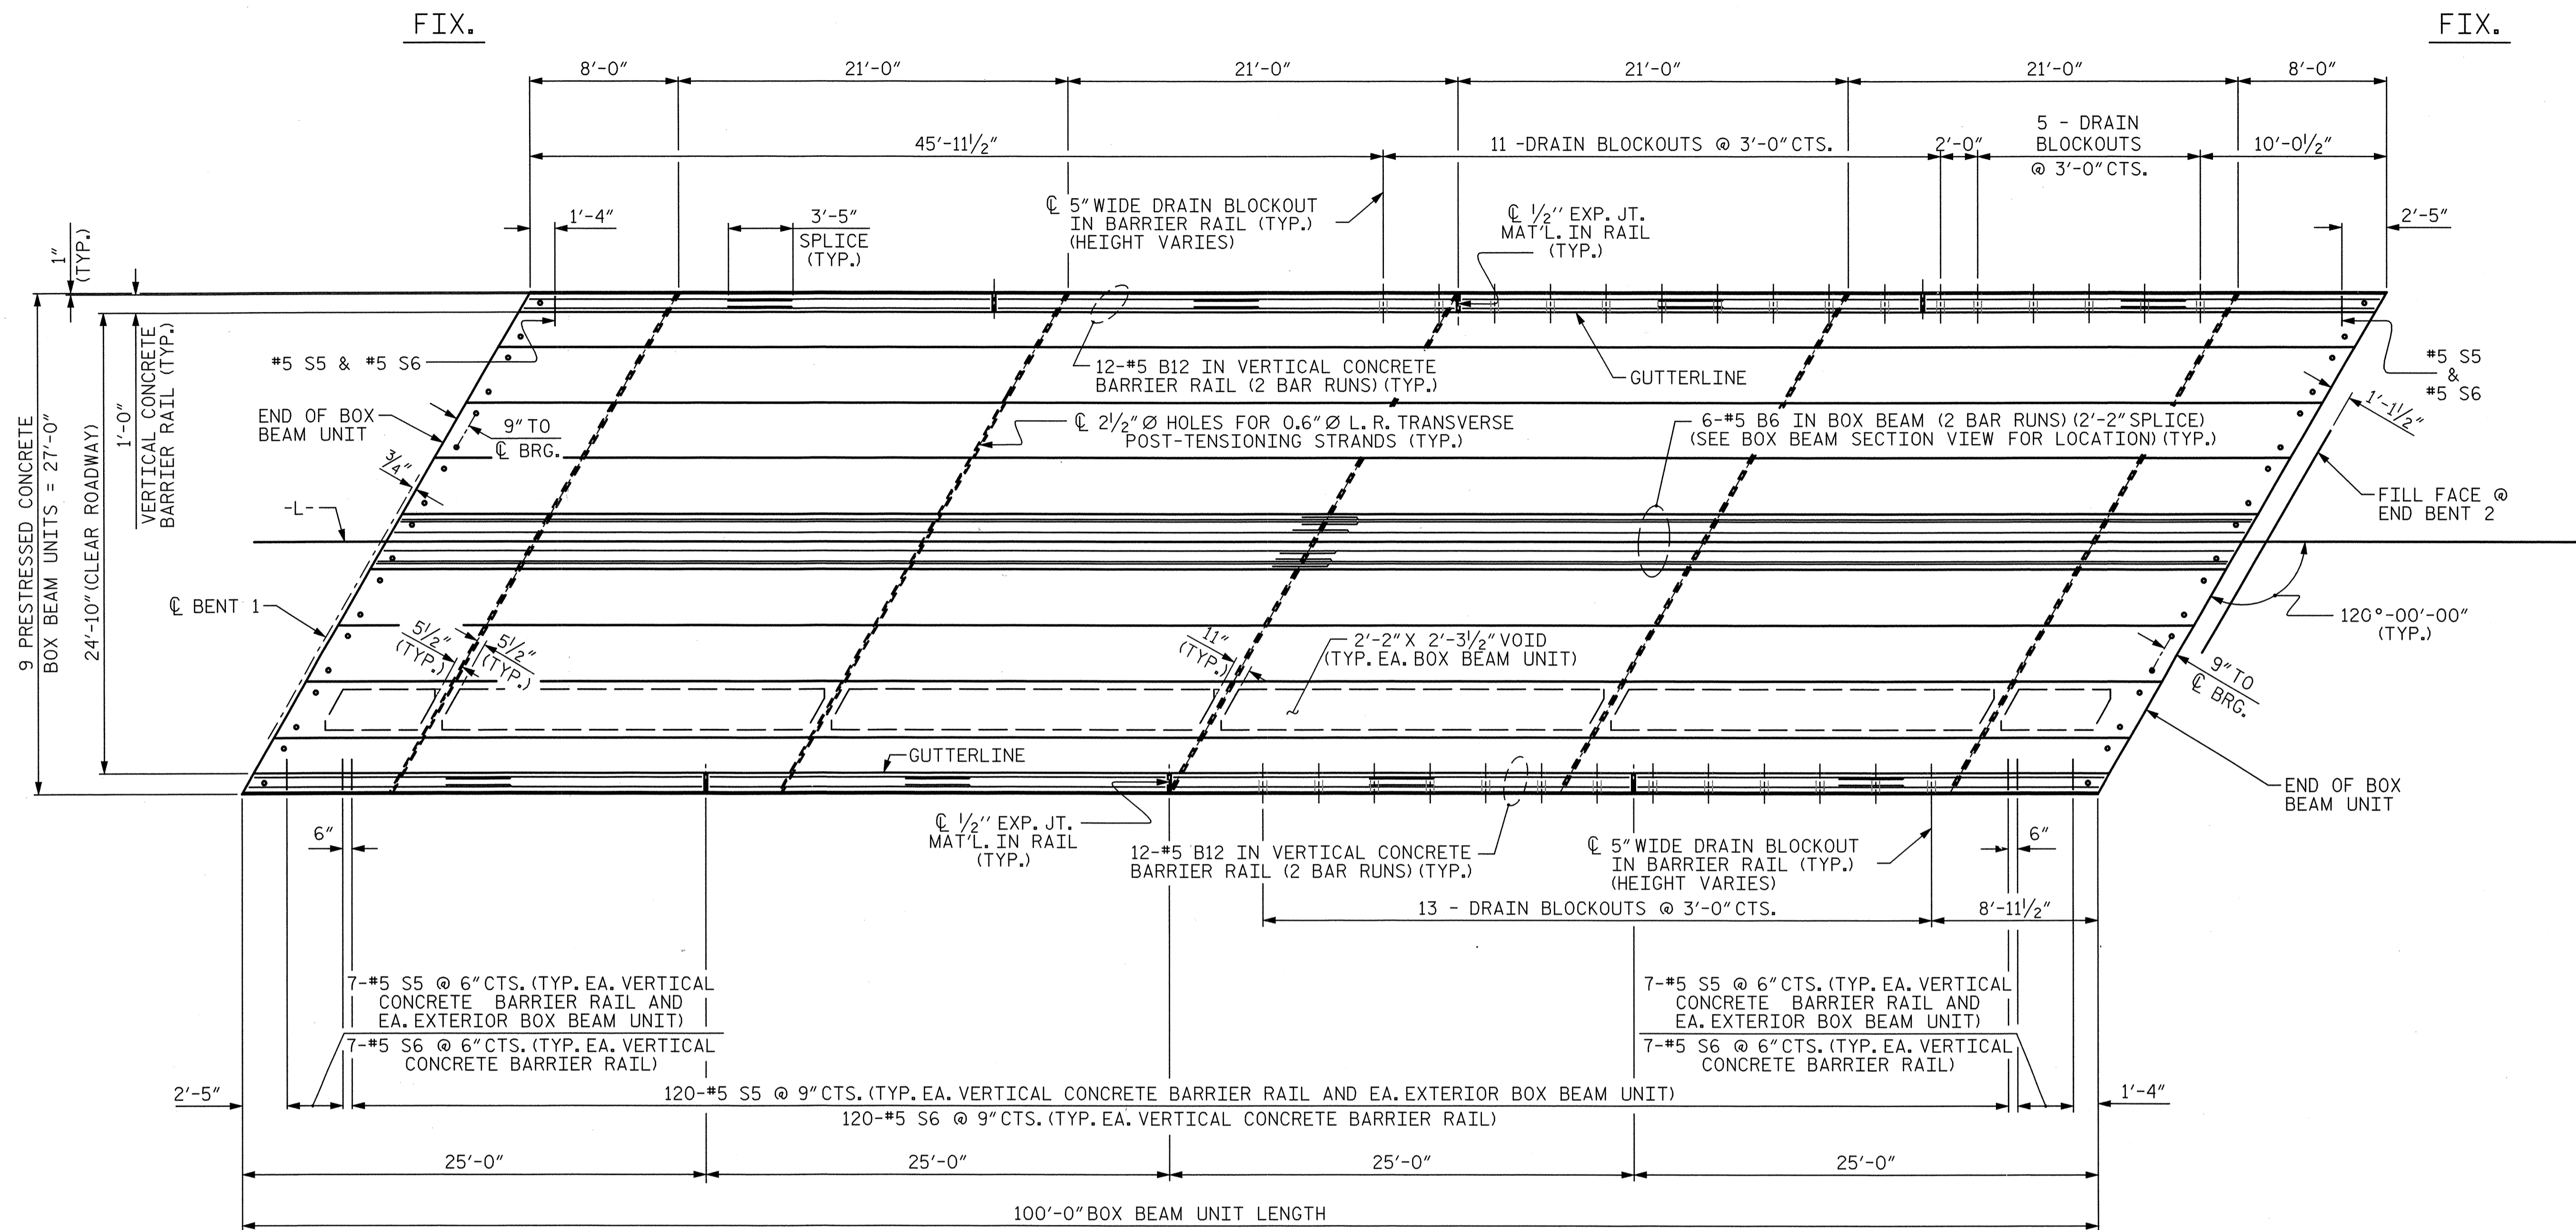 FIX.
FIX.
8'-0"
21'-0"
21'-0"
21'-0"
21'-0"
8'-0"
45'-11 1/2"
11 -DRAIN BLOCKOUTS @ 3'-0" CTS.
2'-0"
5 - DRAIN
BLOCKOUTS
@ 3'-0" CTS.
10'-0 1/2"
1"
(TYP.)
1'-4"
3'-5"
SPLICE
(TYP.)
℄ 5" WIDE DRAIN BLOCKOUT
IN BARRIER RAIL (TYP.)
(HEIGHT VARIES)
℄ 1/2'' EXP. JT.
MAT'L. IN RAIL
(TYP.)
2'-5"
#5 S5 & #5 S6
12-#5 B12 IN VERTICAL CONCRETE
BARRIER RAIL (2 BAR RUNS) (TYP.)
GUTTERLINE
#5 S5
&
#5 S6
9 PRESTRESSED CONCRETE
BOX BEAM UNITS = 27'-0"
24'-10" (CLEAR ROADWAY)
1'-0"
VERTICAL CONCRETE
BARRIER RAIL (TYP.)
END OF BOX
BEAM UNIT
9" TO
℄ BRG.
℄ 2 1/2" Ø HOLES FOR 0.6" Ø L. R. TRANSVERSE
POST-TENSIONING STRANDS (TYP.)
6-#5 B6 IN BOX BEAM (2 BAR RUNS) (2'-2" SPLICE)
(SEE BOX BEAM SECTION VIEW FOR LOCATION) (TYP.)
1'-1 1/2"
3/4"
-L-
FILL FACE @
END BENT 2
℄ BENT 1
5 1/2"
(TYP.)
5 1/2"
(TYP.)
11"
(TYP.)
2'-2" X 2'-3 1/2" VOID
(TYP. EA. BOX BEAM UNIT)
120°-00'-00"
(TYP.)
9" TO
℄ BRG.
GUTTERLINE
END OF BOX
BEAM UNIT
6"
℄ 1/2'' EXP. JT.
MAT'L. IN RAIL
(TYP.)
12-#5 B12 IN VERTICAL CONCRETE
BARRIER RAIL (2 BAR RUNS) (TYP.)
℄ 5" WIDE DRAIN BLOCKOUT
IN BARRIER RAIL (TYP.)
(HEIGHT VARIES)
6"
13 - DRAIN BLOCKOUTS @ 3'-0" CTS.
8'-11 1/2"
7-#5 S5 @ 6" CTS. (TYP. EA. VERTICAL
CONCRETE BARRIER RAIL AND
EA. EXTERIOR BOX BEAM UNIT)
7-#5 S6 @ 6" CTS. (TYP. EA. VERTICAL
CONCRETE BARRIER RAIL)
7-#5 S5 @ 6" CTS. (TYP. EA. VERTICAL
CONCRETE BARRIER RAIL AND
EA. EXTERIOR BOX BEAM UNIT)
7-#5 S6 @ 6" CTS. (TYP. EA. VERTICAL
CONCRETE BARRIER RAIL)
2'-5"
120-#5 S5 @ 9" CTS. (TYP. EA. VERTICAL CONCRETE BARRIER RAIL AND EA. EXTERIOR BOX BEAM UNIT)
120-#5 S6 @ 9" CTS. (TYP. EA. VERTICAL CONCRETE BARRIER RAIL)
1'-4"
25'-0"
25'-0"
25'-0"
25'-0"
100'-0" BOX BEAM UNIT LENGTH